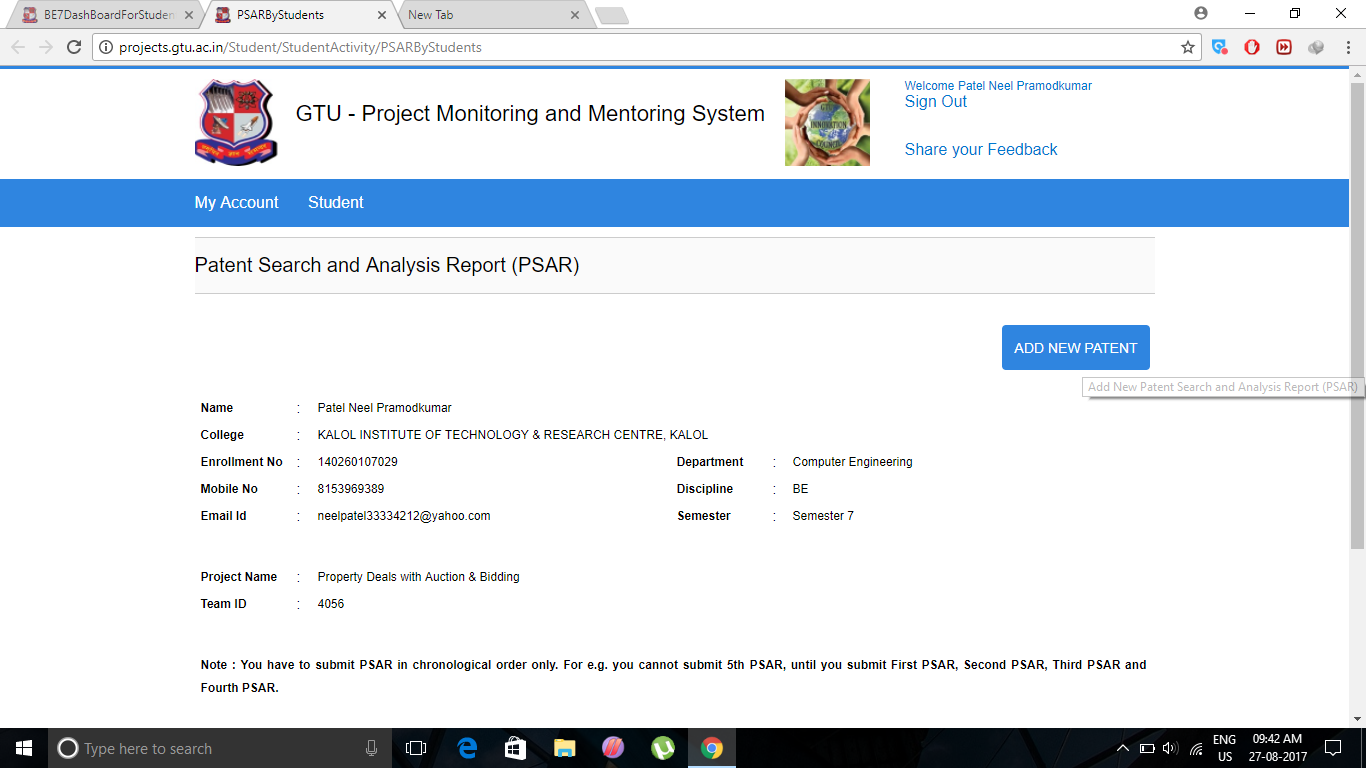 BE7DashBoardForStuden
PSARByStudents
New Tab
projects.gtu.ac.in/Student/StudentActivity/PSARByStudents
GTU - Project Monitoring and Mentoring System
GTU
INNOVATION
COUNCIL
Welcome Patel Neel Pramodkumar
Sign Out
Share your Feedback
My Account Student
Patent Search and Analysis Report (PSAR)
ADD NEW PATENT
Add New Patent Search and Analysis Report (PSAR)
Name : Patel Neel Pramodkumar
College : KALOL INSTITUTE OF TECHNOLOGY & RESEARCH CENTRE, KALOL
Enrollment No : 140260107029 Department : Computer Engineering
Mobile No : 8153969389 Discipline : BE
Email Id : neelpatel33334212@yahoo.com Semester : Semester 7
Project Name : Property Deals with Auction & Bidding
Team ID : 4056
Note : You have to submit PSAR in chronological order only. For e.g. you cannot submit 5th PSAR, until you submit First PSAR, Second PSAR, Third PSAR and
Fourth PSAR.
Type here to search
ENG
US
09:42 AM
27-08-2017